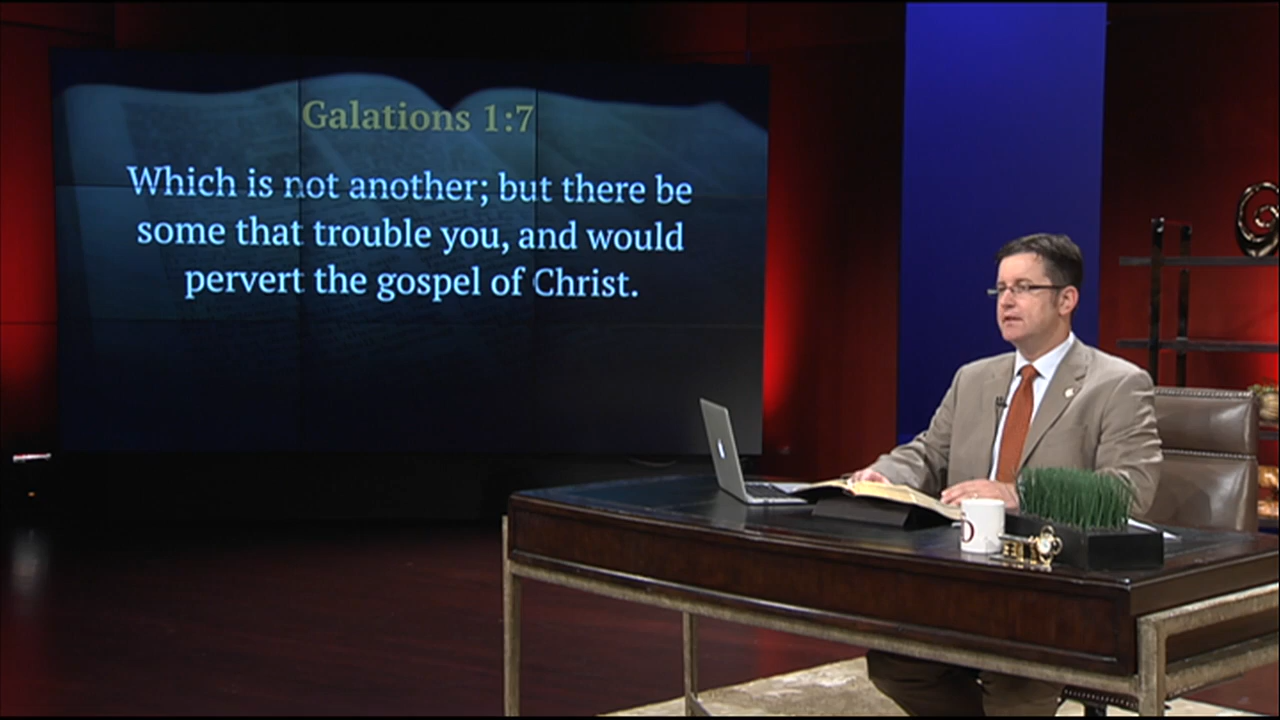 Galations 1:7
Which is not another; but there be
some that trouble you, and would
pervert the gospel of Christ.